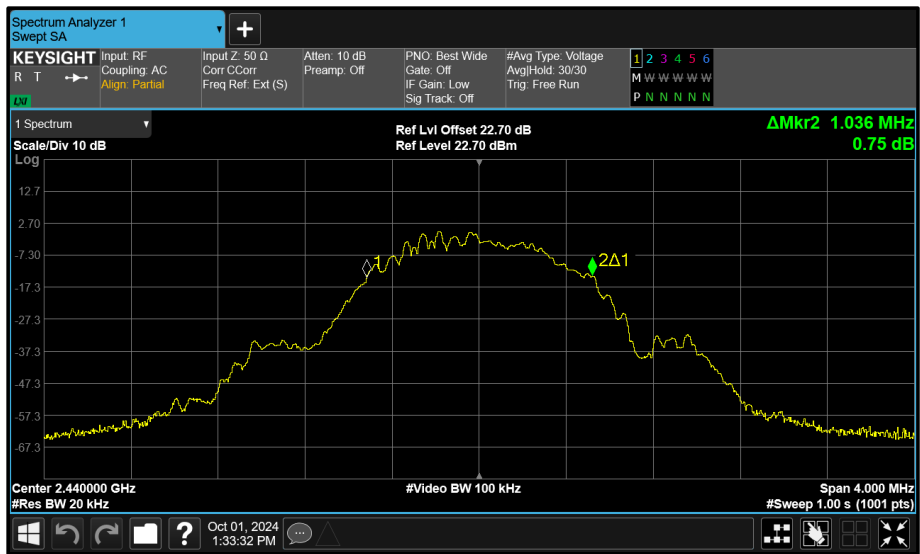 Spectrum Analyzer 1
Swept SA
+
KEYSIGHT
R T
LXI
Input: RF
Coupling: AC
Align: Partial
Input Z: 50 Ω
Corr CCorr
Freq Ref: Ext (S)
Atten: 10 dB
Preamp: Off
PNO: Best Wide
Gate: Off
IF Gain: Low
Sig Track: Off
#Avg Type: Voltage
Avg|Hold: 30/30
Trig: Free Run
1 2 3 4 5 6
M W W W W W
P N N N N N
1 Spectrum
Scale/Div 10 dB
Log
Ref Lvl Offset 22.70 dB
Ref Level 22.70 dBm
ΔMkr2 1.036 MHz
0.75 dB
12.7
2.70
-7.30
-17.3
-27.3
-37.3
-47.3
-57.3
-67.3
1
2Δ1
Center 2.440000 GHz
#Res BW 20 kHz
#Video BW 100 kHz
Span 4.000 MHz
#Sweep 1.00 s (1001 pts)
?
Oct 01, 2024
1:33:32 PM